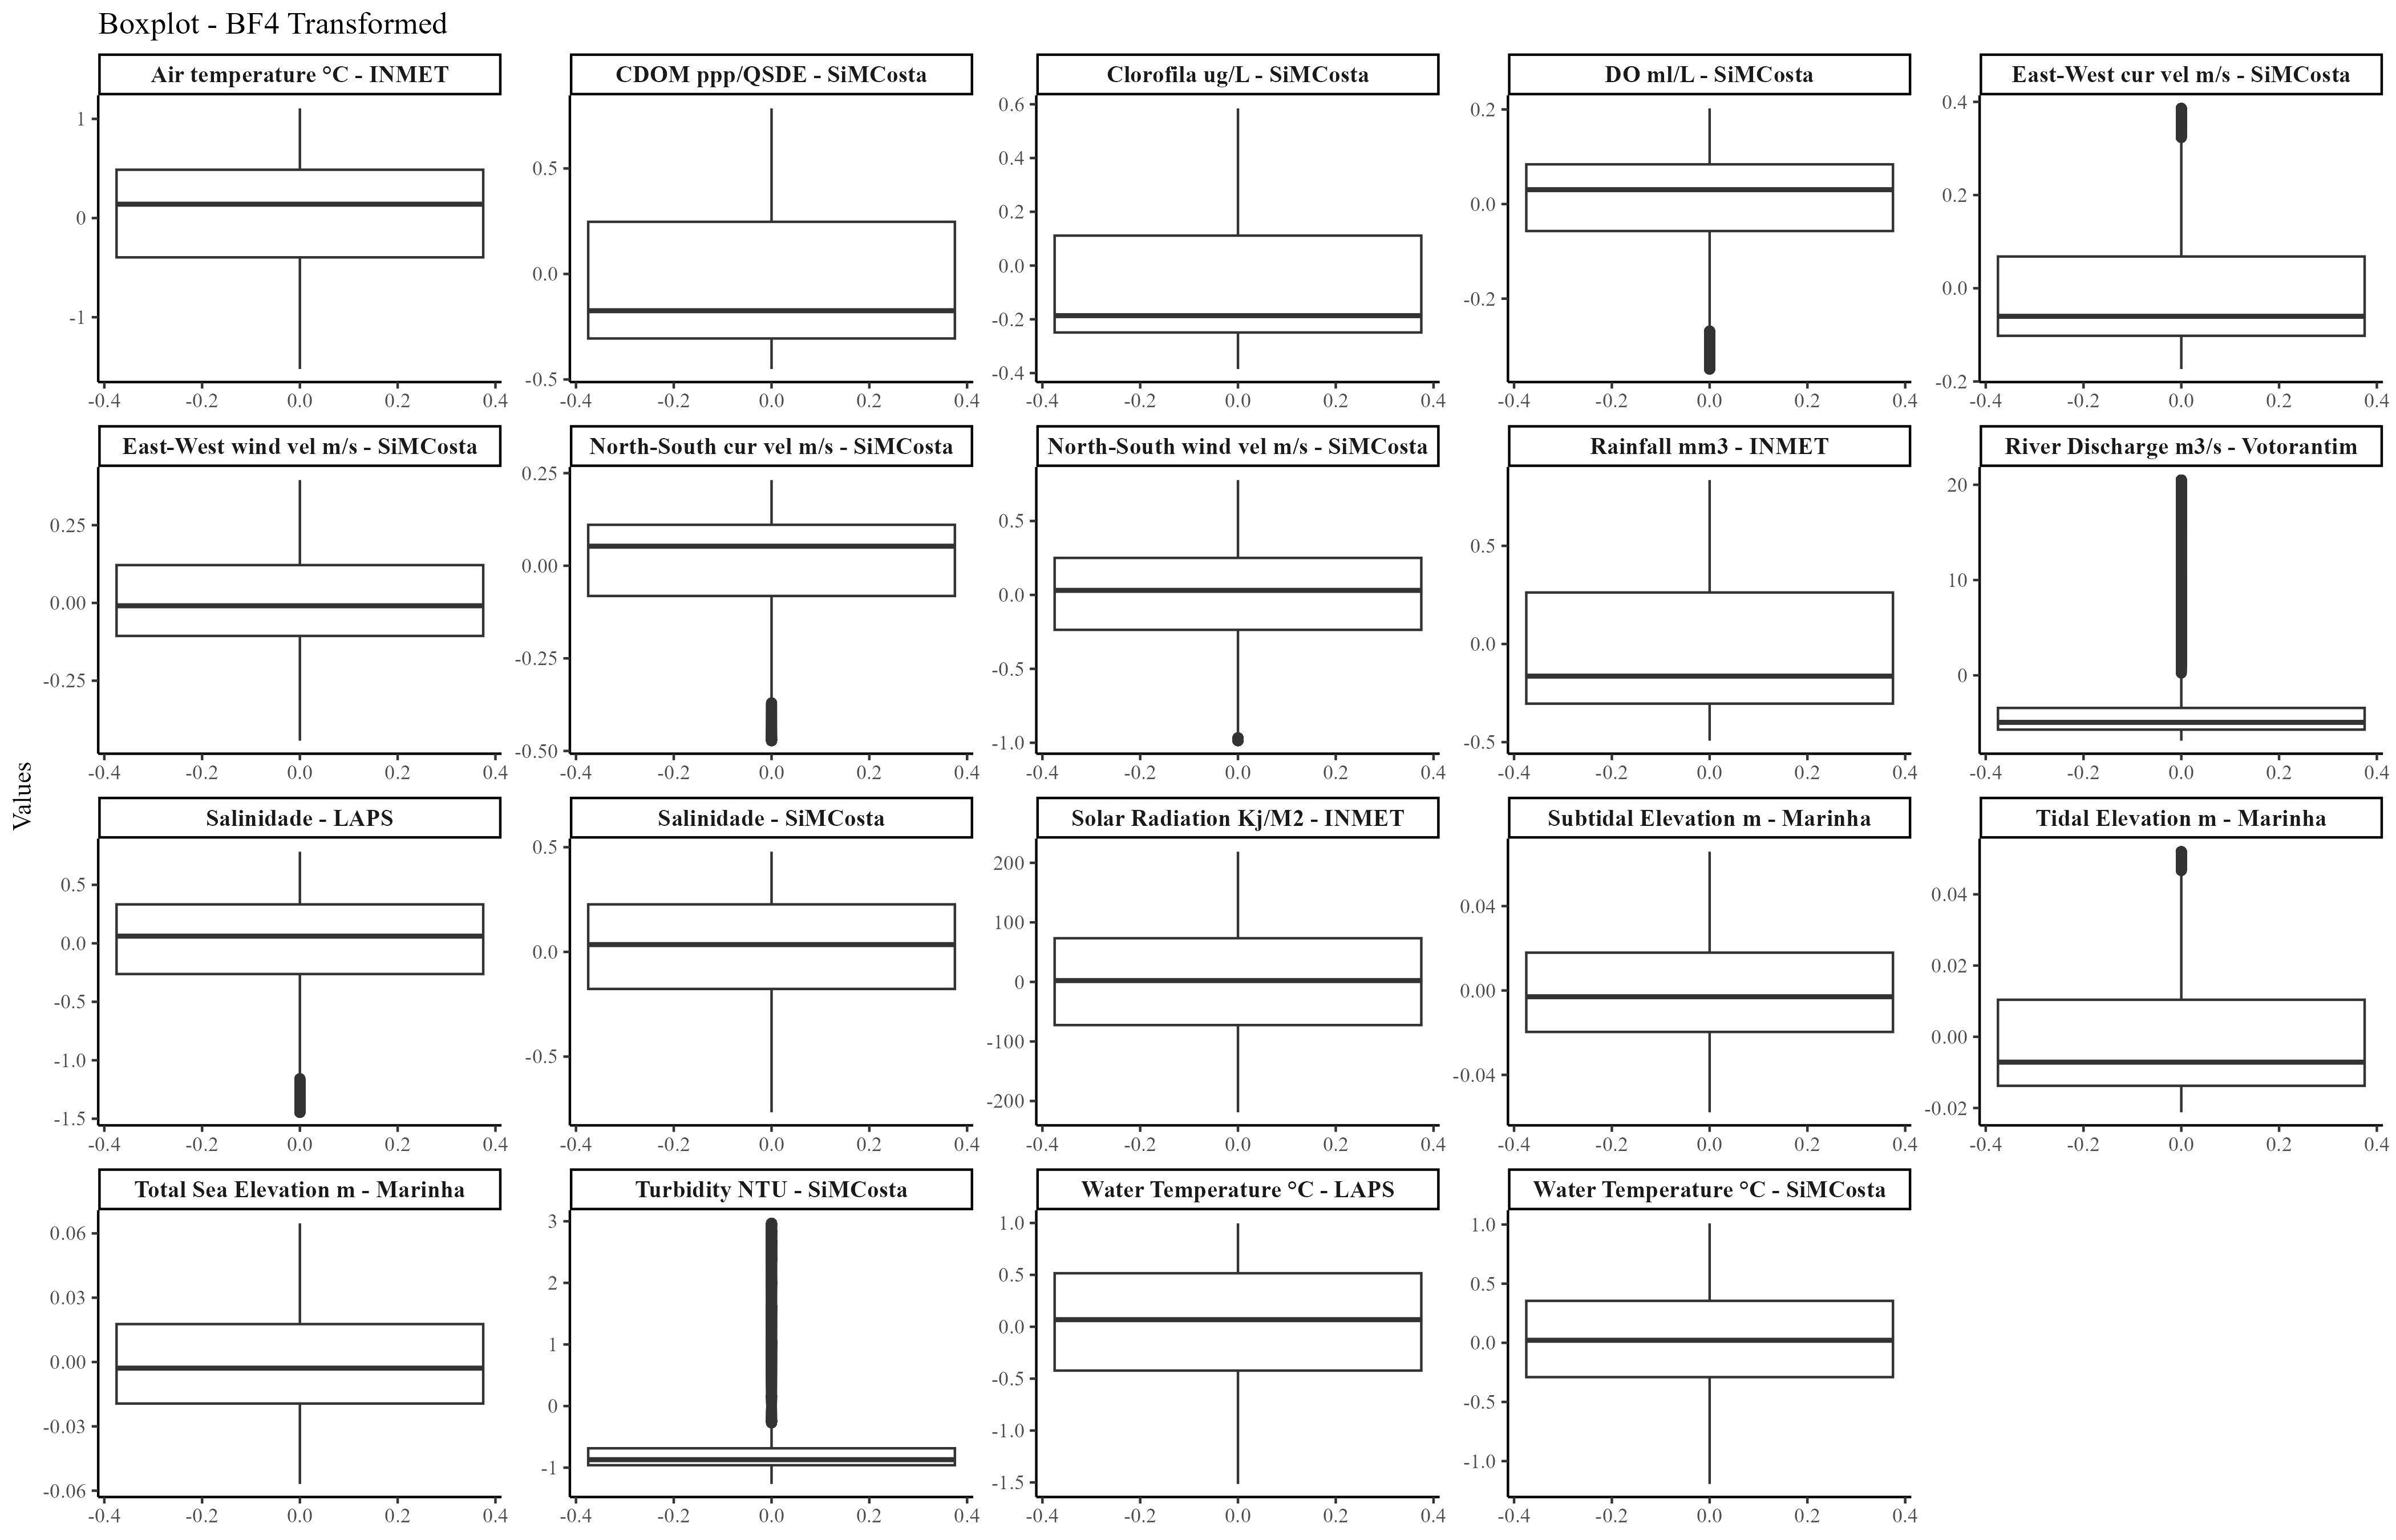 Boxplot - BF4 Transformed
Air temperature °C - INMET
CDOM ppp/QSDE - SiMCosta
Clorofila ug/L - SiMCosta
DO ml/L - SiMCosta
East-West cur vel m/s - SiMCosta
1
0
-1
0.5
0.0
-0.5
0.6
0.4
0.2
0.0
-0.2
-0.4
0.2
0.0
-0.2
0.4
0.2
0.0
-0.2
-0.4 -0.2 0.0 0.2 0.4
-0.4 -0.2 0.0 0.2 0.4
-0.4 -0.2 0.0 0.2 0.4
-0.4 -0.2 0.0 0.2 0.4
-0.4 -0.2 0.0 0.2 0.4
East-West wind vel m/s - SiMCosta
North-South cur vel m/s - SiMCosta
North-South wind vel m/s - SiMCosta
Rainfall mm3 - INMET
River Discharge m3/s - Votorantim
0.25
0.00
-0.25
0.25
0.00
-0.25
-0.50
0.5
0.0
-0.5
-1.0
0.5
0.0
-0.5
20
10
0
-0.4 -0.2 0.0 0.2 0.4
-0.4 -0.2 0.0 0.2 0.4
-0.4 -0.2 0.0 0.2 0.4
-0.4 -0.2 0.0 0.2 0.4
-0.4 -0.2 0.0 0.2 0.4
Values
Salinidade - LAPS
Salinidade - SiMCosta
Solar Radiation Kj/M2 - INMET
Subtidal Elevation m - Marinha
Tidal Elevation m - Marinha
0.5
0.0
-0.5
-1.0
-1.5
0.5
0.0
-0.5
200
100
0
-100
-200
0.04
0.00
-0.04
0.04
0.02
0.00
-0.02
-0.4 -0.2 0.0 0.2 0.4
-0.4 -0.2 0.0 0.2 0.4
-0.4 -0.2 0.0 0.2 0.4
-0.4 -0.2 0.0 0.2 0.4
-0.4 -0.2 0.0 0.2 0.4
Total Sea Elevation m - Marinha
Turbidity NTU - SiMCosta
Water Temperature °C - LAPS
Water Temperature °C - SiMCosta
0.06
0.03
0.00
-0.03
-0.06
3
2
1
0
-1
1.0
0.5
0.0
-0.5
-1.0
-1.5
1.0
0.5
0.0
-0.5
-1.0
-0.4 -0.2 0.0 0.2 0.4
-0.4 -0.2 0.0 0.2 0.4
-0.4 -0.2 0.0 0.2 0.4
-0.4 -0.2 0.0 0.2 0.4